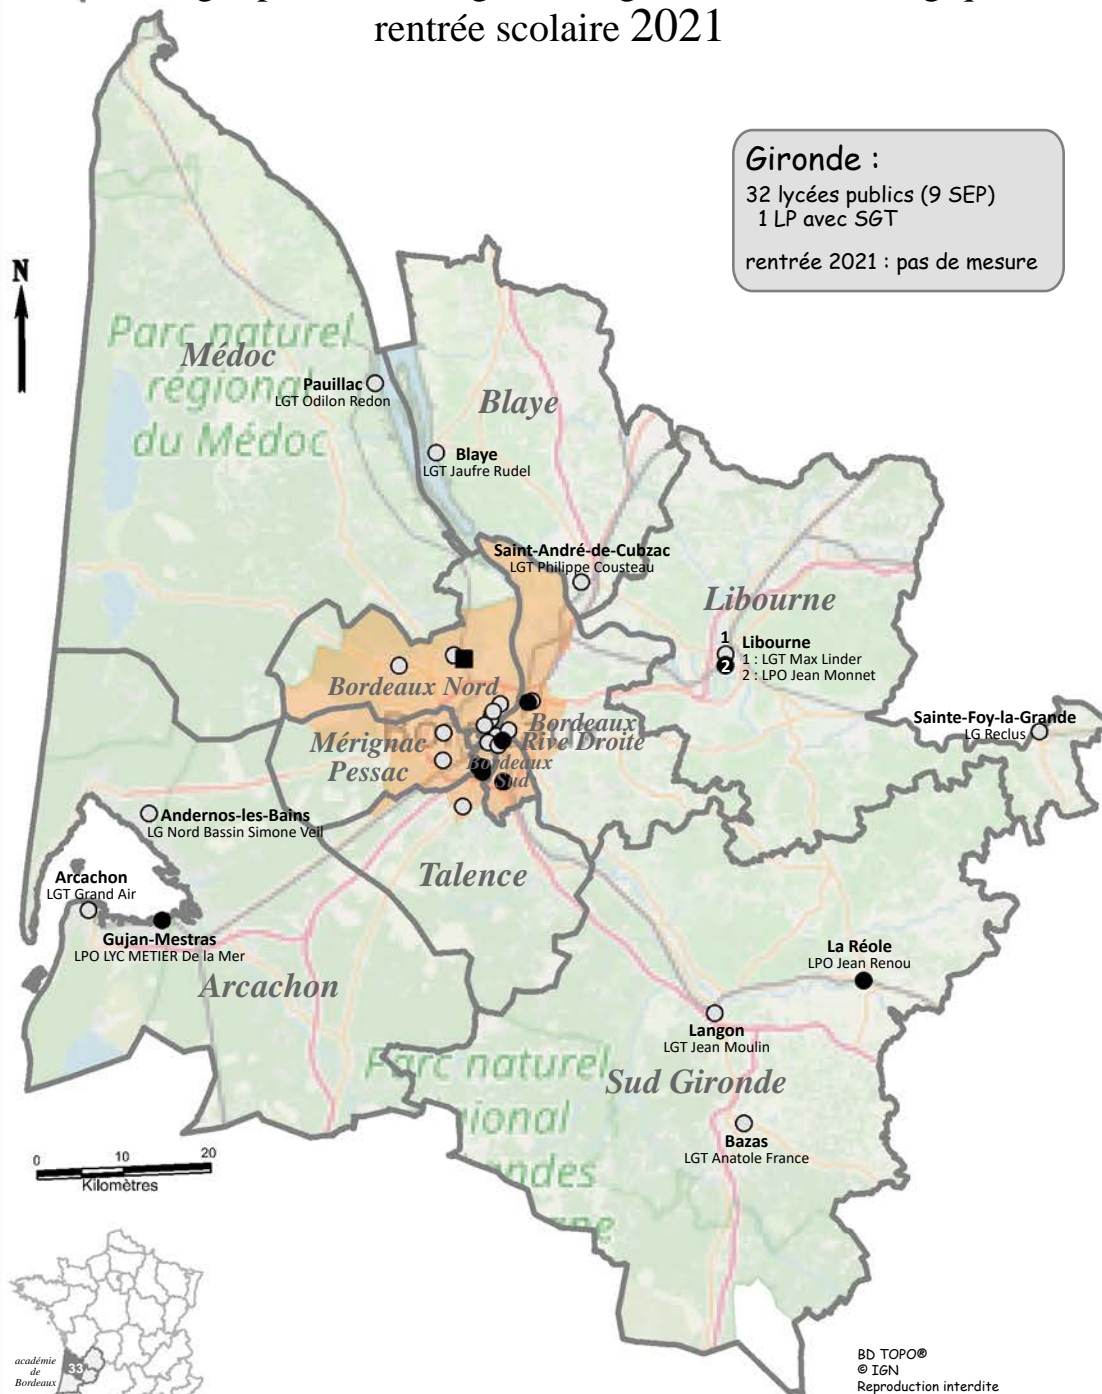 rentrée scolaire 2021
Gironde :
32 lycées publics (9 SEP)
1 LP avec SGT
rentrée 2021 : pas de mesure
N
Parc naturel
régional
du Médoc
Médoc
Pauillac
LGT Odilon Redon
Blaye
Blaye
LGT Jaufre Rudel
Saint-André-de-Cubzac
LGT Philippe Cousteau
Libourne
1
2
Libourne
1 : LGT Max Linder
2 : LPO Jean Monnet
Bordeaux Nord
Bordeaux
Rive Droite
Mérignac
Pessac
Bordeaux
Sud
Sainte-Foy-la-Grande
LG Reclus
Andernos-les-Bains
LG Nord Bassin Simone Veil
Arcachon
LGT Grand Air
Gujan-Mestras
LPO LYC METIER De la Mer
Talence
Arcachon
La Réole
LPO Jean Renou
Langon
LGT Jean Moulin
Parc naturel
Sud Gironde
Bazas
LGT Anatole France
0 10 20
Kilomètres
académie
de
Bordeaux
33
BD TOPO®
© IGN
Reproduction interdite